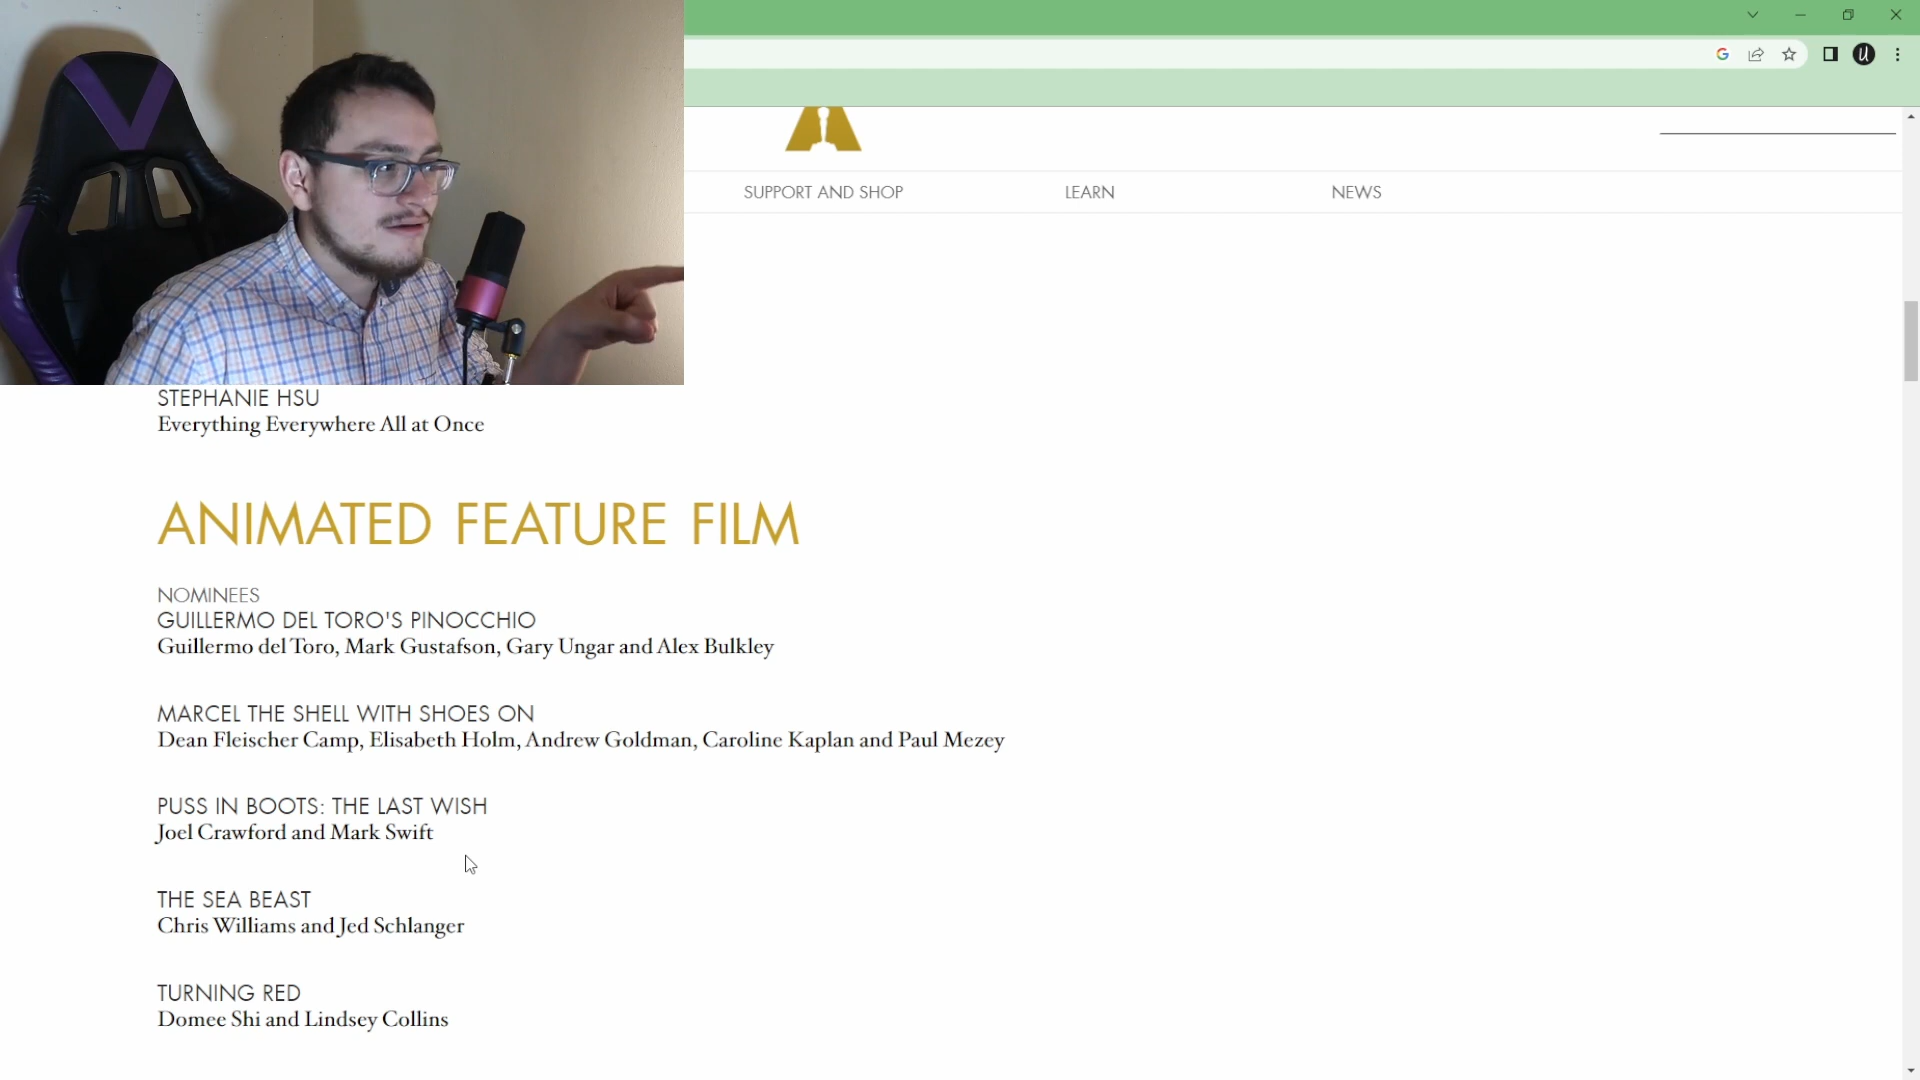 SUPPORT AND SHOP
LEARN
NEWS
STEPHANIE HSU
Everything Everywhere All at Once
ANIMATED FEATURE FILM
NOMINEES
GUILLERMO DEL TORO'S PINOCCHIO
Guillermo del Toro, Mark Gustafson, Gary Ungar and Alex Bulkley
MARCEL THE SHELL WITH SHOES ON
Dean Fleischer Camp, Elisabeth Holm, Andrew Goldman, Caroline Kaplan and Paul Mezey
PUSS IN BOOTS: THE LAST WISH
Joel Crawford and Mark Swift
THE SEA BEAST
Chris Williams and Jed Schlanger
TURNING RED
Domee Shi and Lindsey Collins